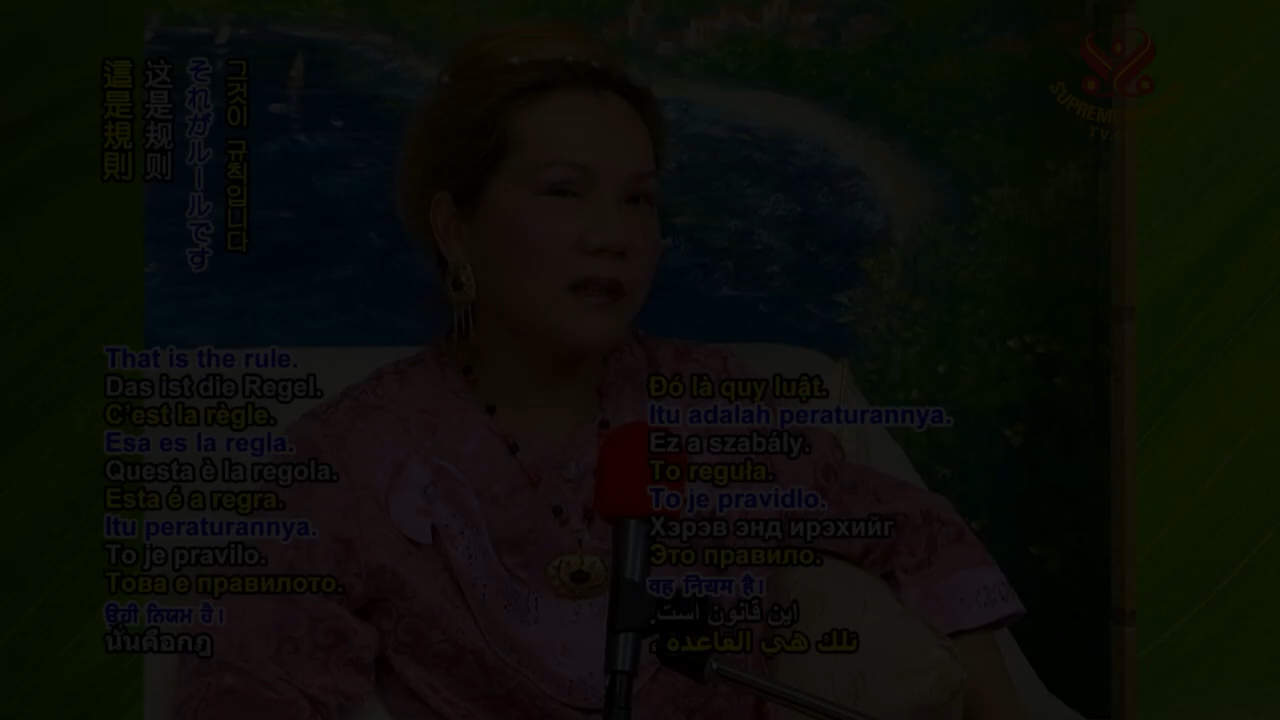 這是規則
这是规则
それがルールです
그것이 규칙입니다
SUPREME
TV.
That is the rule.
Das ist die Regel.
C'est la règle.
Esa es la regla.
Questa è la regola.
Esta é a regra.
Itu peraturannya.
To je pravilo.
Това е правилото.
ਉਹੀ ਨਿਯਮ ਹੈ।
นั่นคือกฎ
Đó là quy luật.
Itu adalah peraturannya.
Ez a szabály.
To reguła.
To je pravidlo.
Хэрэв энд ирэхийг
Это правило.
वह नियम है।
این قانون است.
تلك هي القاعدة ؛